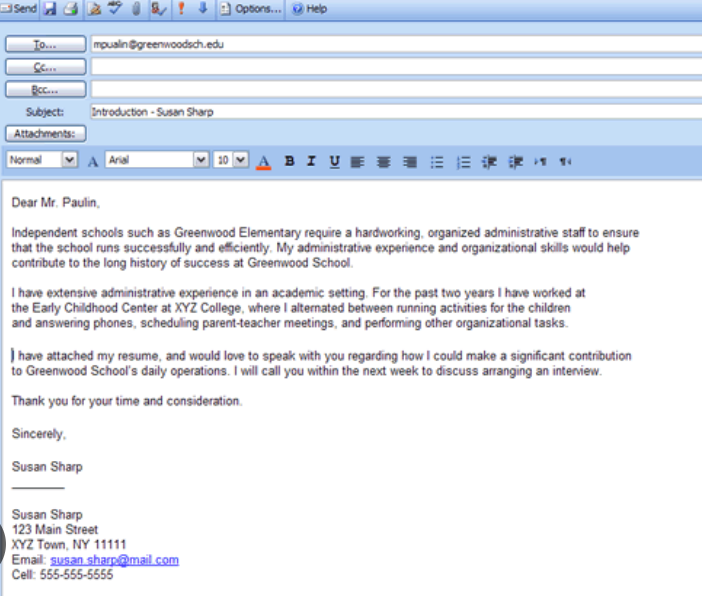 Send Options... Help
To... mpualin@greenwoodsch.edu
Cc...
Bcc...
Subject: Introduction - Susan Sharp
Attachments:
Normal A Arial 10 A B I U
Dear Mr. Paulin,
Independent schools such as Greenwood Elementary require a hardworking, organized administrative staff to ensure
that the school runs successfully and efficiently. My administrative experience and organizational skills would help
contribute to the long history of success at Greenwood School.
I have extensive administrative experience in an academic setting. For the past two years I have worked at
the Early Childhood Center at XYZ College, where I alternated between running activities for the children
and answering phones, scheduling parent-teacher meetings, and performing other organizational tasks.
I have attached my resume, and would love to speak with you regarding how I could make a significant contribution
to Greenwood School's daily operations. I will call you within the next week to discuss arranging an interview.
Thank you for your time and consideration.
Sincerely,
Susan Sharp
Susan Sharp
123 Main Street
XYZ Town, NY 11111
Email: susan.sharp@mail.com
Cell: 555-555-5555